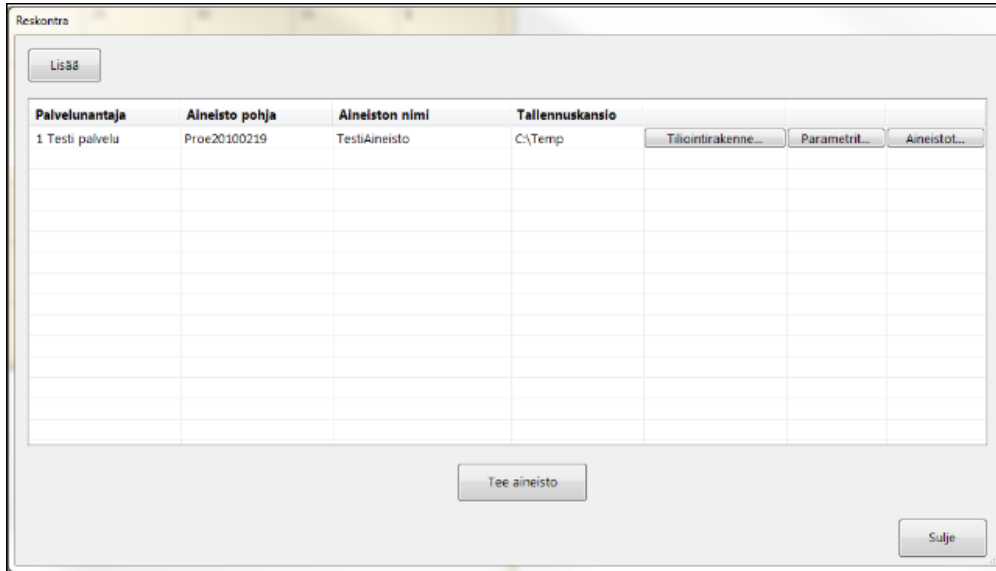 Reskontra
Lisää
Palvelunantaja Aineisto pohja Aineiston nimi Tallennuskansio
1 Testi palvelu Proe20100219 TestiAineisto C:\Temp Tiliointirakenne... Parametrit... Aineistot...
Tee aineisto
Sulje